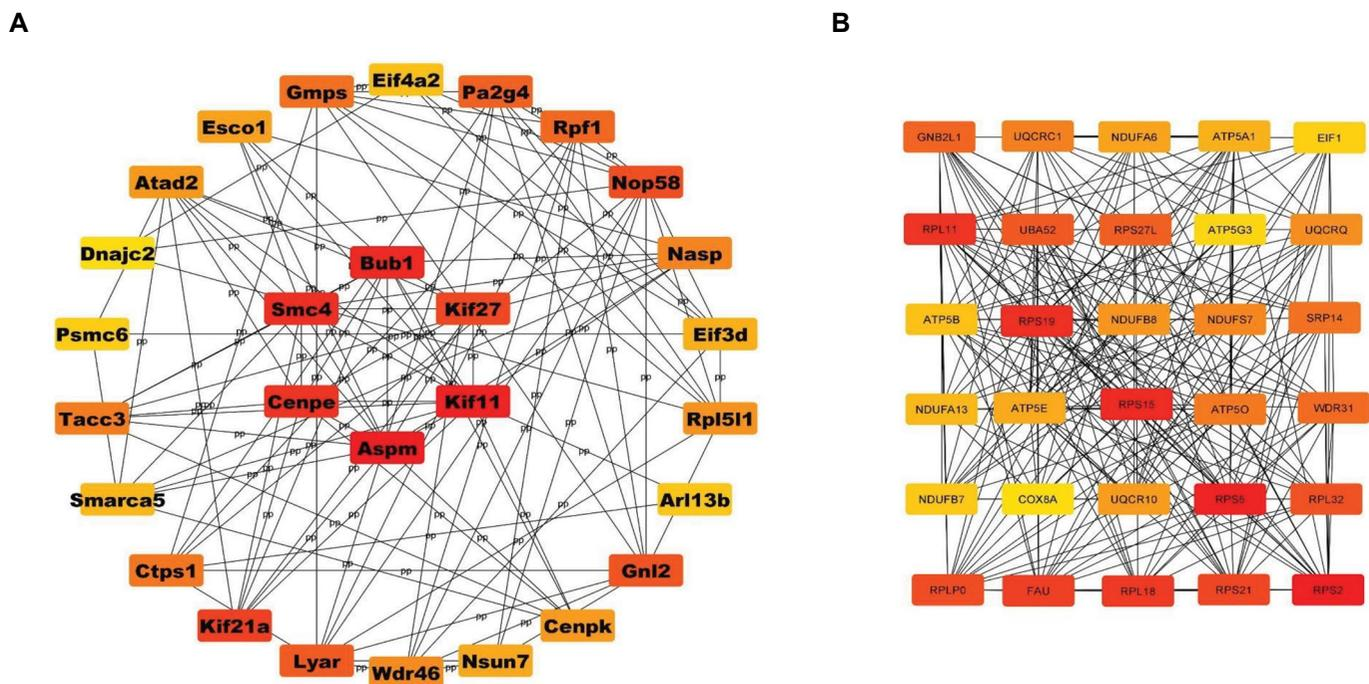 A
B
Eif4a2
Gmps
Pa2g4
Esco1
Rpf1
Atad2
Nop58
Dnajc2
Bub1
Nasp
Smc4
Kif27
Psmc6
Eif3d
Tacc3
Cenpe
Kif11
Rpl5l1
Aspm
Smarca5
Arl13b
Ctps1
Gnl2
Kif21a
Cenpk
Lyar
Wdr46
Nsun7
pp
GNB2L1 UQCRC1 NDUFA6 ATP5A1 EIF1
RPL11 UBA52 RPS27L ATP5G3 UQCRQ
ATP5B RPS19 NDUFB8 NDUFS7 SRP14
NDUFA13 ATP5E RPS15 ATP5O WDR31
NDUFB7 COX8A UQCR10 RPL32
RPLP0 FAU RPL18 RPS21 RPS2